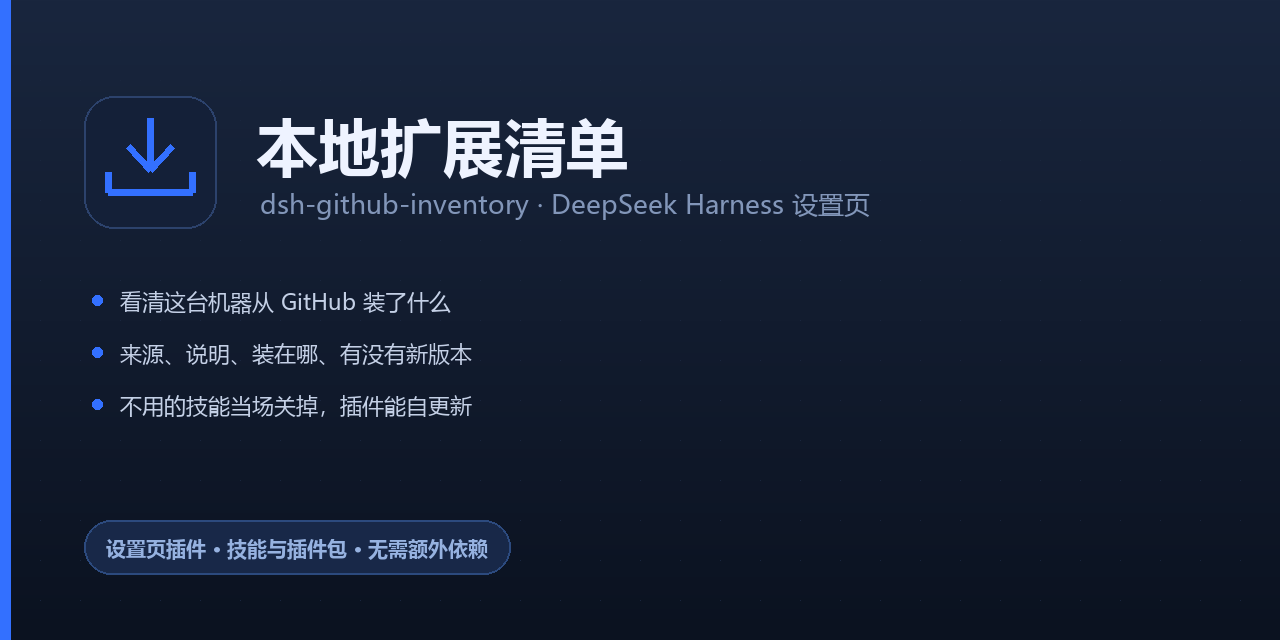 本地扩展清单
dsh-github-inventory · DeepSeek Harness 设置页
看清这台机器从 GitHub 装了什么
来源、说明、装在哪、有没有新版本
不用的技能当场关掉，插件能自更新
设置页插件 • 技能与插件包 • 无需额外依赖